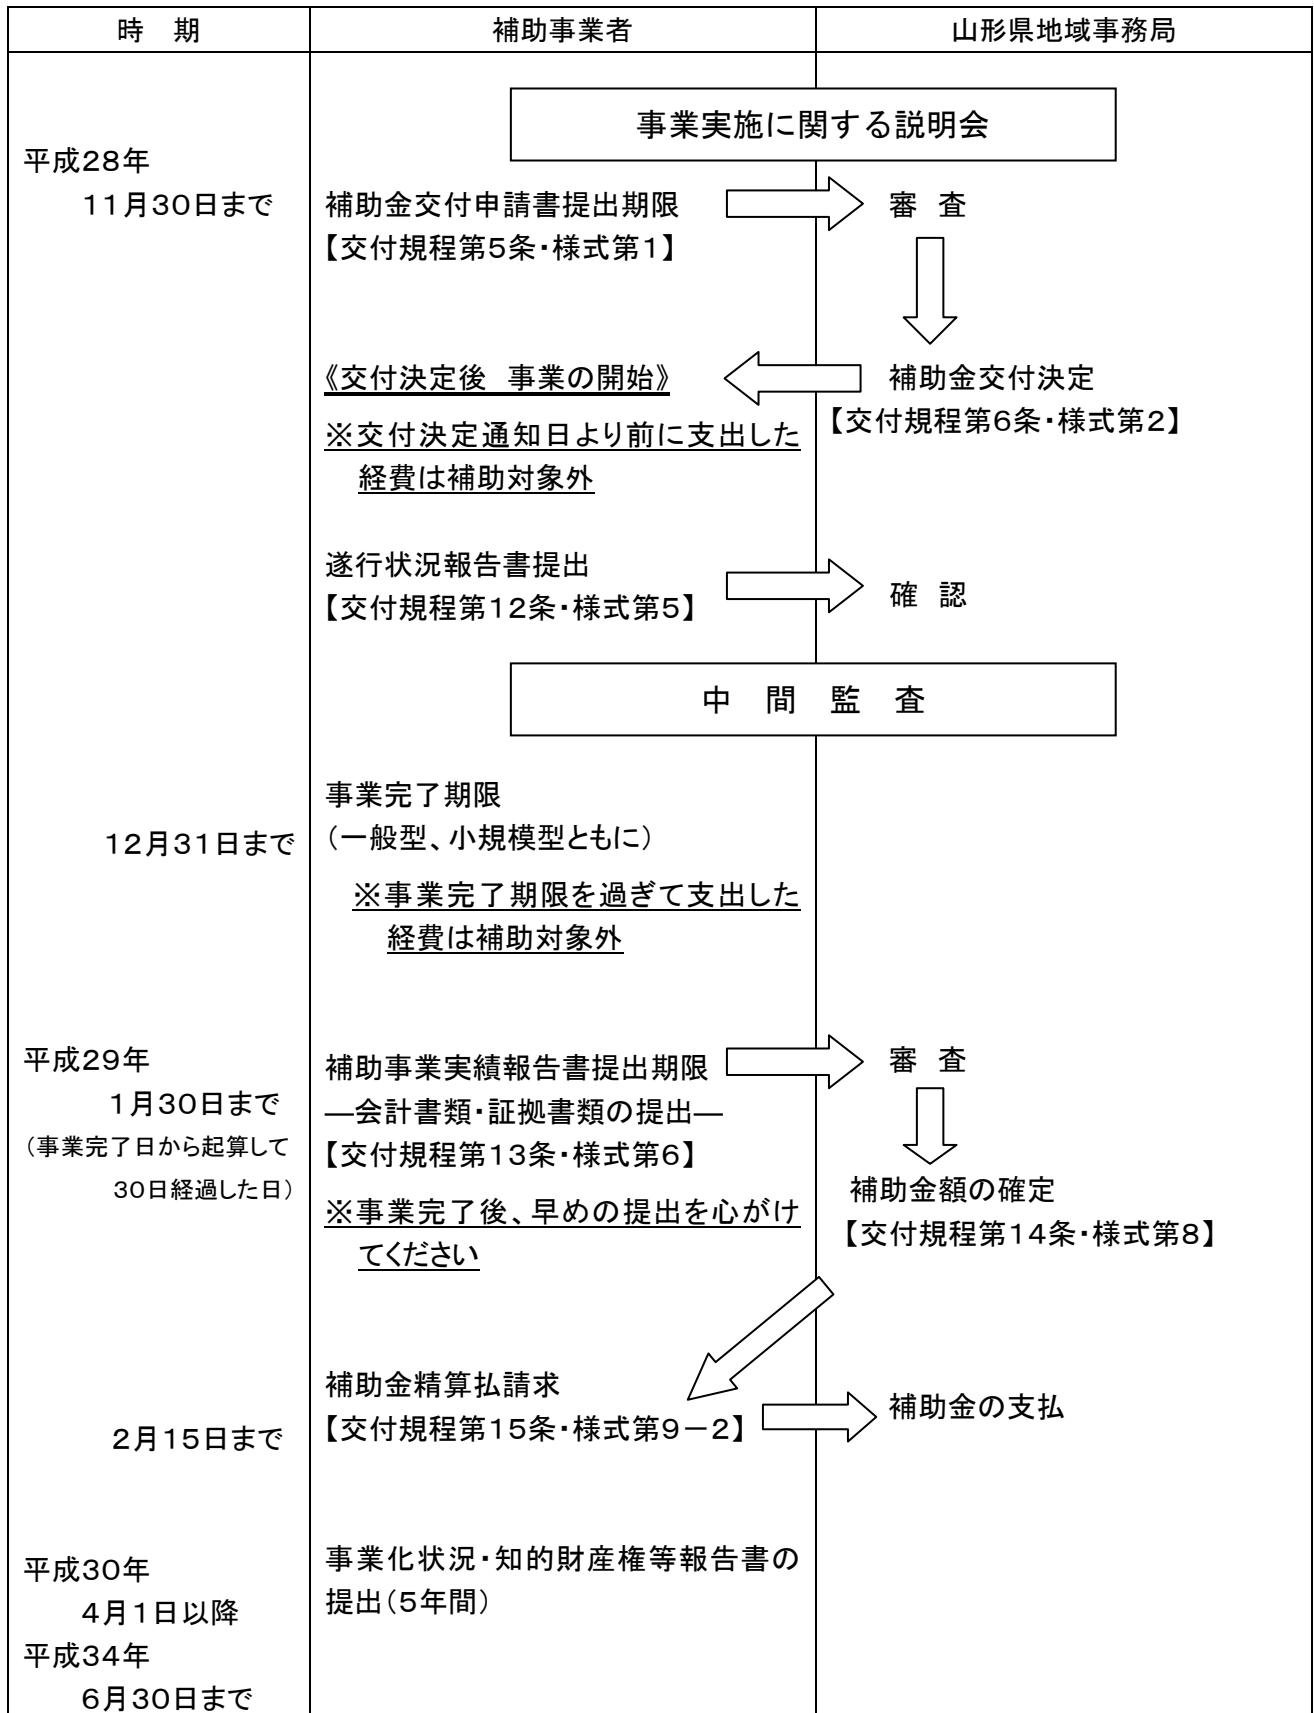 時　期
補助事業者
山形県地域事務局
事業実施に関する説明会
平成28年
11月30日まで
補助金交付申請書提出期限
【交付規程第5条・様式第1】
審　査
《交付決定後　事業の開始》
※交付決定通知日より前に支出した
経費は補助対象外
補助金交付決定
【交付規程第6条・様式第2】
遂行状況報告書提出
【交付規程第12条・様式第5】
確　認
中　間　監　査
12月31日まで
事業完了期限
（一般型、小規模型ともに）
※事業完了期限を過ぎて支出した
経費は補助対象外
平成29年
1月30日まで
（事業完了日から起算して
30日経過した日）
補助事業実績報告書提出期限
―会計書類・証拠書類の提出―
【交付規程第13条・様式第6】
※事業完了後、早めの提出を心がけ
てください
審　査
補助金額の確定
【交付規程第14条・様式第8】
2月15日まで
補助金精算払請求
【交付規程第15条・様式第9－2】
補助金の支払
平成30年
4月1日以降
平成34年
6月30日まで
事業化状況・知的財産権等報告書の
提出（5年間）